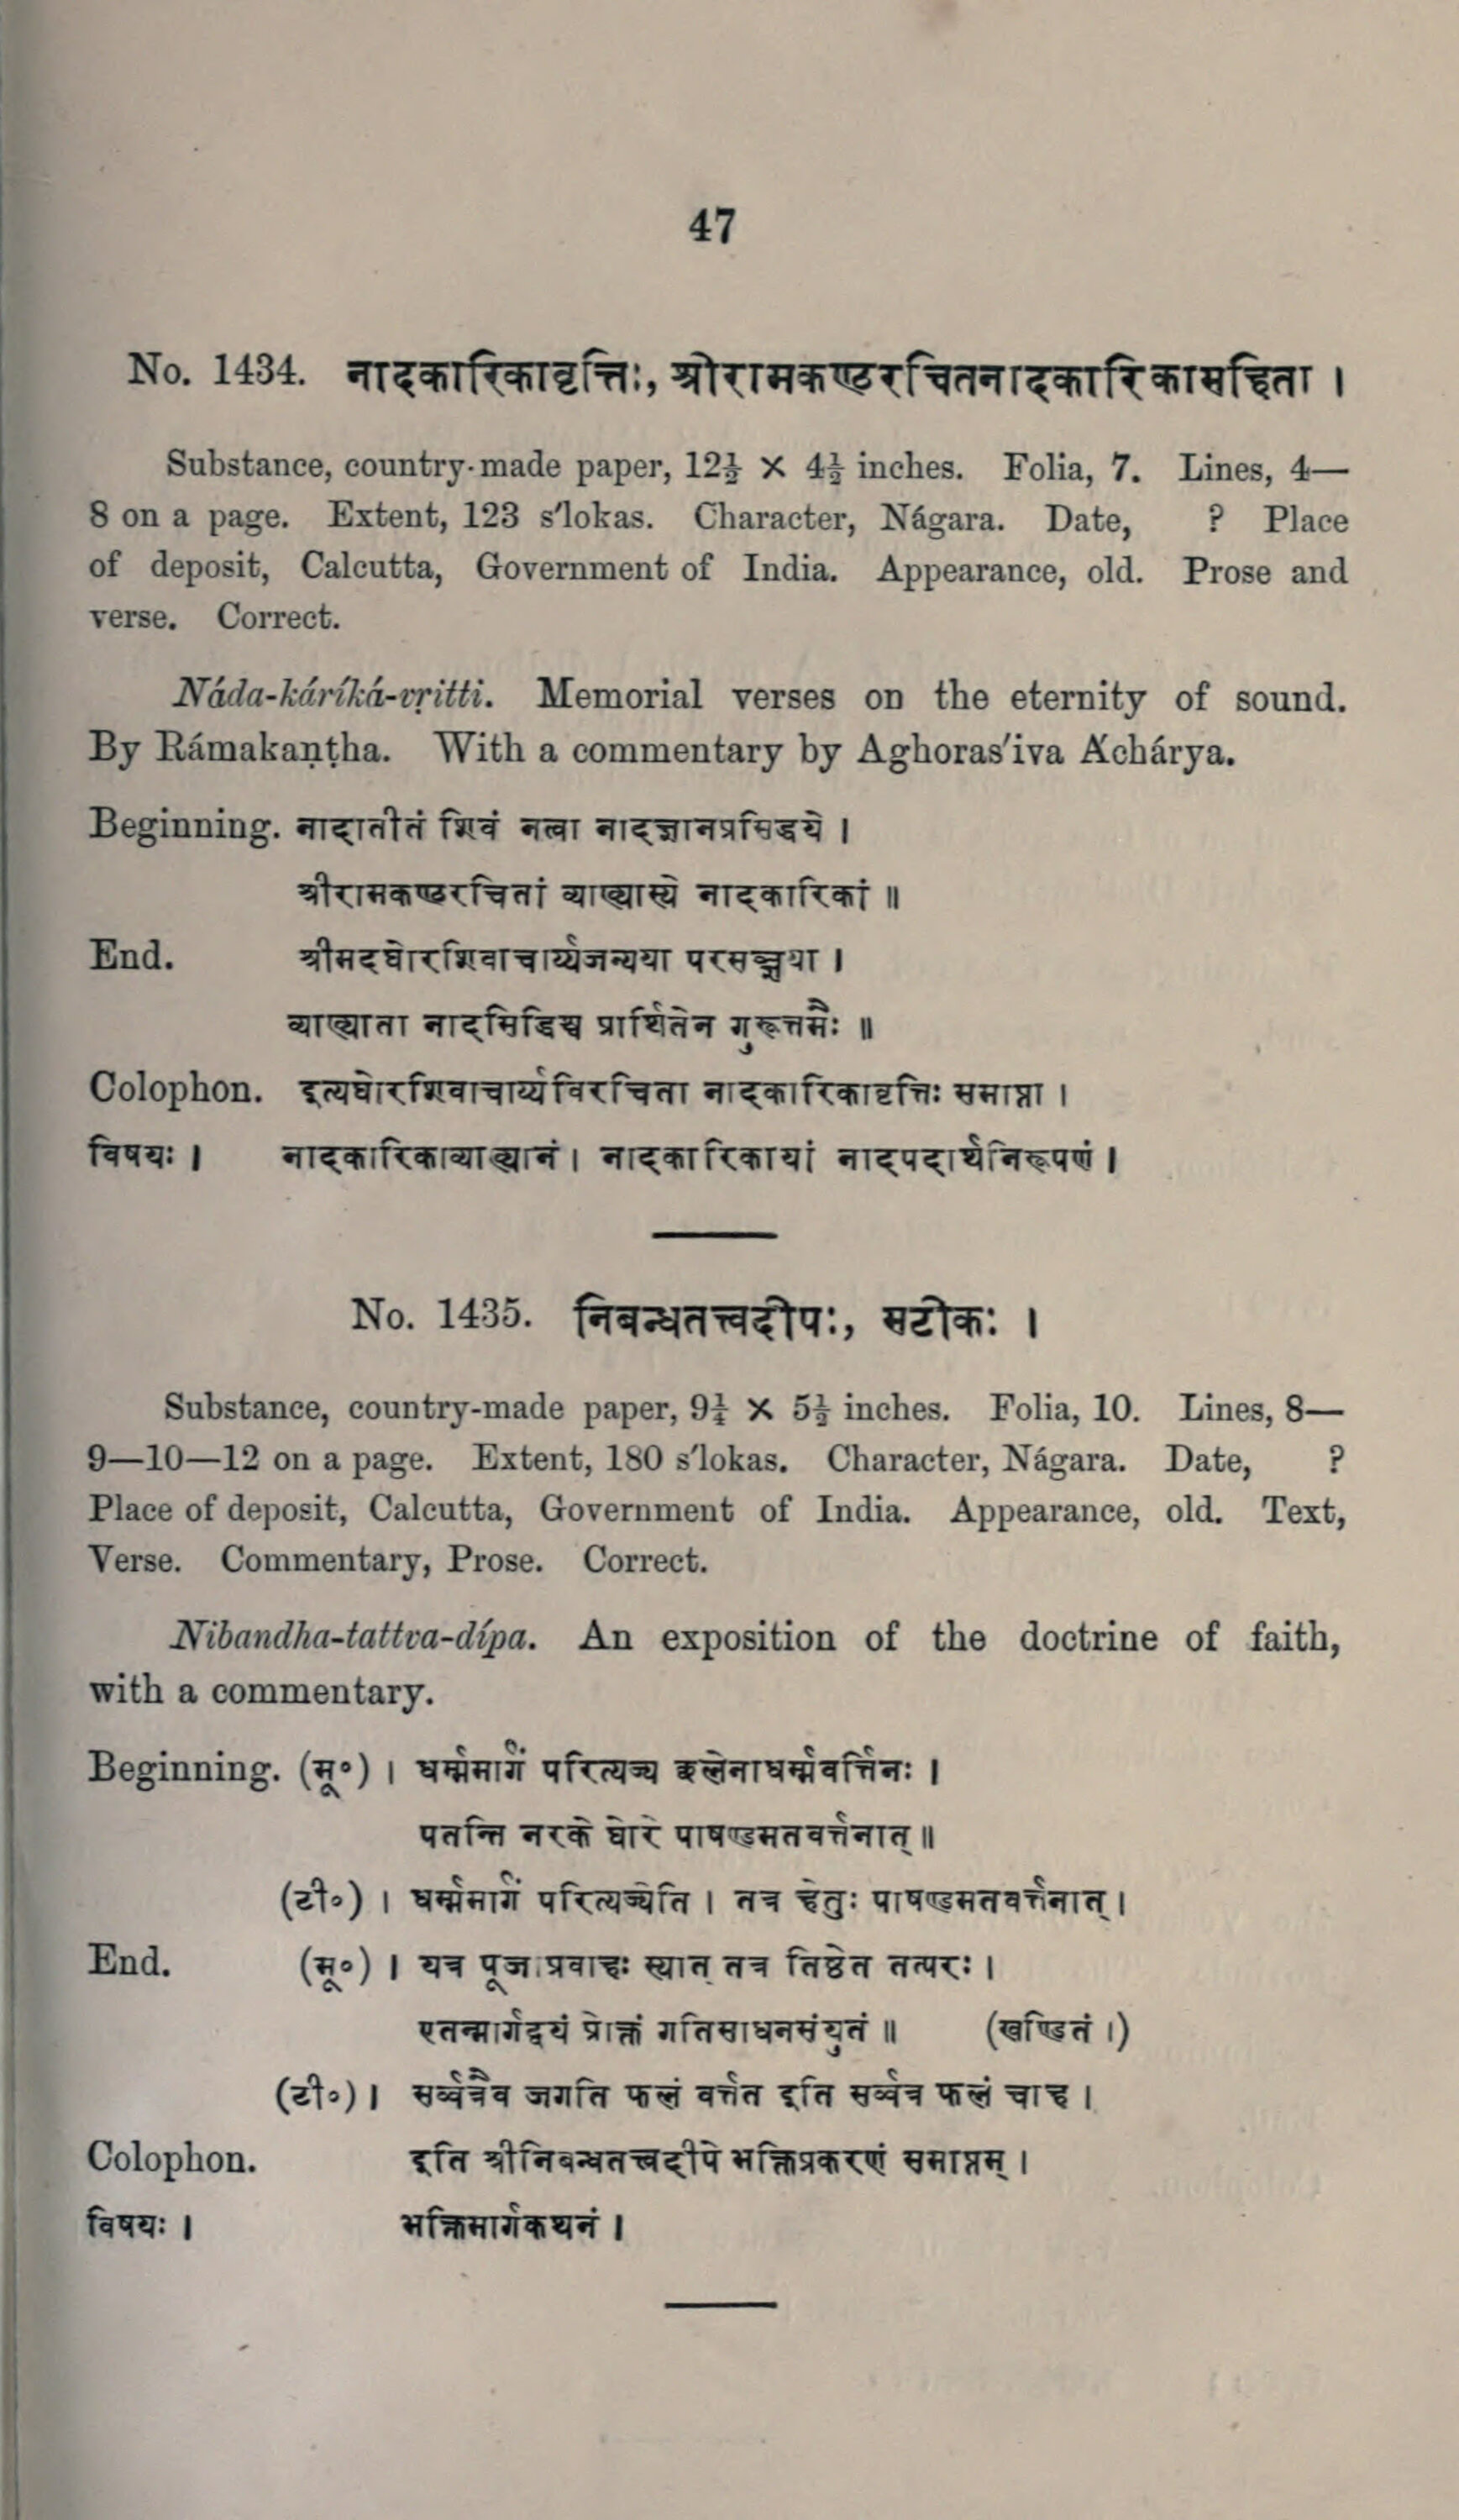 47
No. 1434. नादकारिकावृत्तिः, श्रीरामकण्ठरचितनादकारिकासहिता ।
Substance, country-made paper, 12½ × 4½ inches. Folia, 7. Lines, 4—
8 on a page. Extent, 123 s'lokas. Character, Nágara. Date, ? Place
of deposit, Calcutta, Government of India. Appearance, old. Prose and
verse. Correct.
Náda-káríká-vṛitti. Memorial verses on the eternity of sound.
By Rámakaṇṭha. With a commentary by Aghoras'iva Áchárya.
Beginning. नादातीतं शिवं नत्वा नादज्ञानप्रसिद्धये ।
श्रीरामकण्ठरचितां व्याख्यास्ये नादकारिकां ॥
End. श्रीमदघोरशिवाचार्य्यजन्यया परसञ्ज्ञया ।
व्याख्याता नादसिद्धिश्च प्रार्थितेन गुरूत्तमैः ॥
Colophon. इत्यघोरशिवाचार्य्यविरचिता नादकारिकावृत्तिः समाप्ता ।
विषयः । नादकारिकाव्याख्यानं । नादकारिकायां नादपदार्थनिरूपणं ।
No. 1435. निबन्धतत्त्वदीपः, सटीकः ।
Substance, country-made paper, 9½ × 5½ inches. Folia, 10. Lines, 8—
9—10—12 on a page. Extent, 180 s'lokas. Character, Nágara. Date, ?
Place of deposit, Calcutta, Government of India. Appearance, old. Text,
Verse. Commentary, Prose. Correct.
Nibandha-tattva-dípa. An exposition of the doctrine of faith,
with a commentary.
Beginning. (मू०) । धर्म्ममार्गं परित्यज्य छलेनाधर्म्मवर्त्तिनः ।
पतन्ति नरके घोरे पाषण्डमतवर्त्तनात् ॥
(टी०) । धर्म्ममार्गं परित्यज्येति । तत्र हेतुः पाषण्डमतवर्त्तनात् ।
End. (मू०) । यत्र पूजाप्रवाहः स्यात् तत्र तिष्ठेत तत्परः ।
एतन्मार्गद्वयं प्रोक्तं गतिसाधनसंयुतं ॥ (खण्डितं ।)
(टी०) । सर्व्वत्रैव जगति फलं वर्त्तत इति सर्व्वत्र फलं चाह ।
Colophon. इति श्रीनिबन्धतत्त्वदीपे भक्तिप्रकरणं समाप्तम् ।
विषयः । भक्तिमार्गकथनं ।